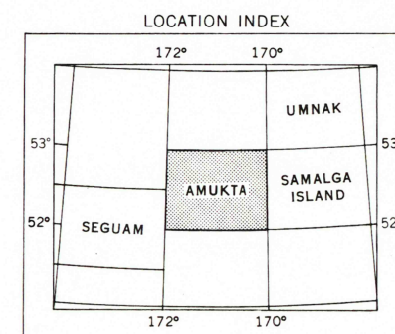 LOCATION INDEX
172° 170°
UMNAK
53° 53
AMUKTA
SAMALGA
ISLAND
52° 52
SEGUAM
172° 170°